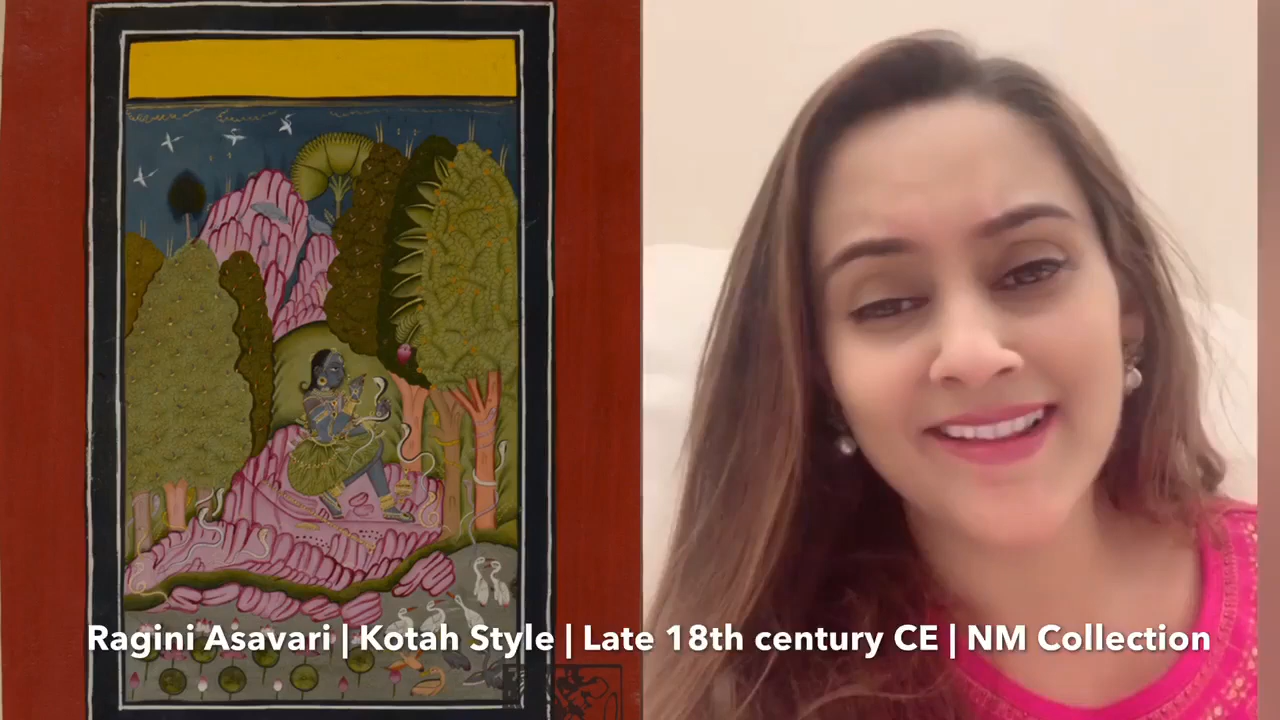 Ragini Asavari | Kotah Style | Late 18th century CE | NM Collection